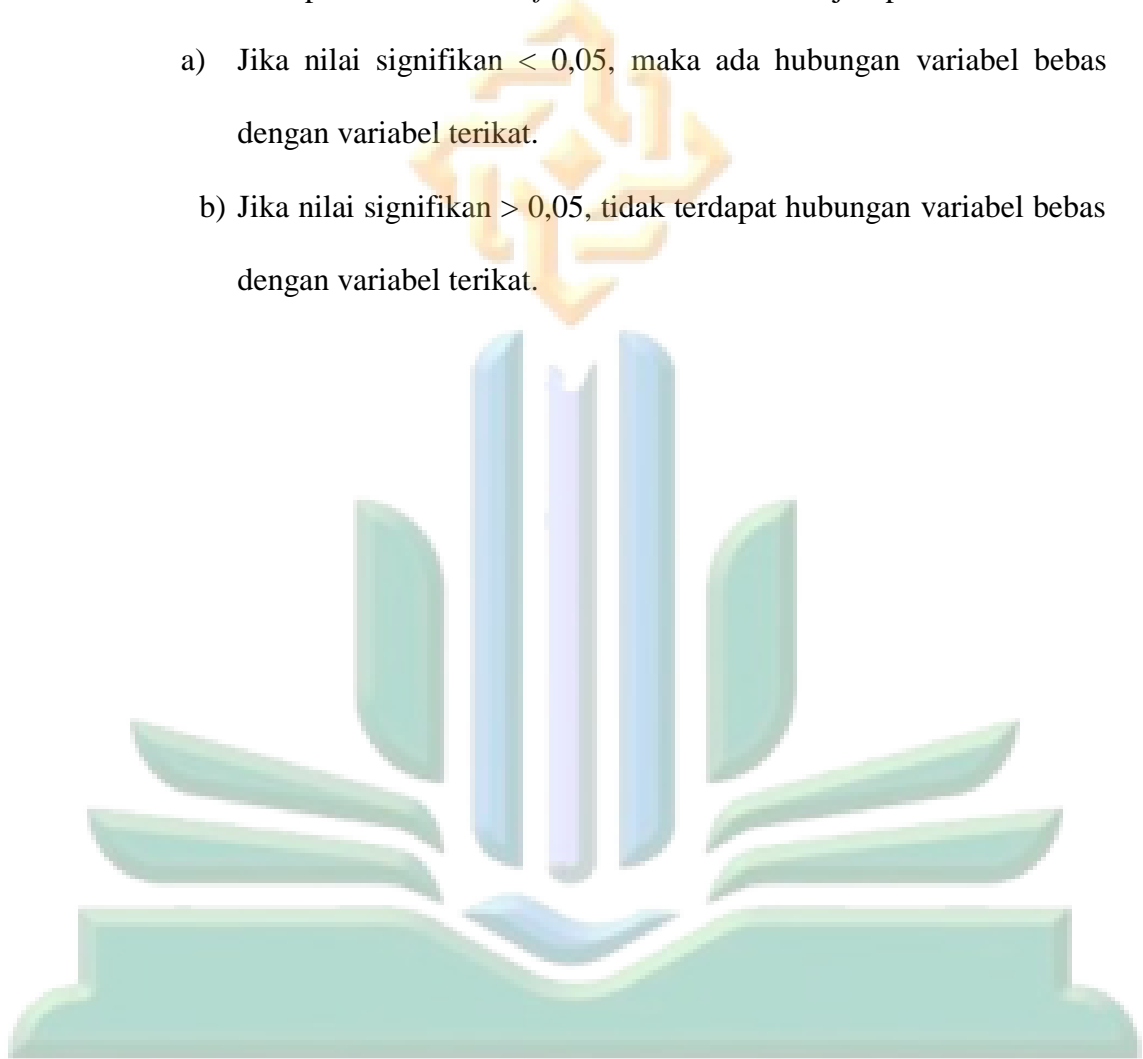 a) Jika nilai signifikan < 0,05, maka ada hubungan variabel bebas
dengan variabel terikat.
b) Jika nilai signifikan > 0,05, tidak terdapat hubungan variabel bebas
dengan variabel terikat.